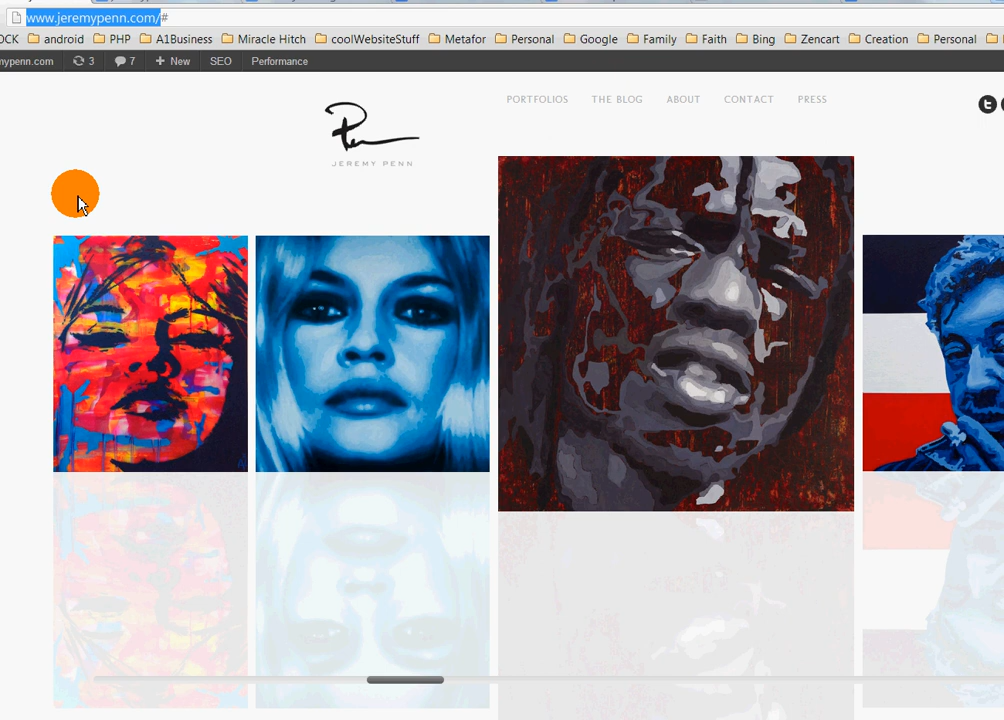 www.jeremypenn.com/#
OCK android PHP A1Business Miracle Hitch coolWebsiteStuff Metafor Personal Google Family Faith Bing Zencart Creation Personal
mypenn.com 3 7 New SEO Performance
PORTFOLIOS THE BLOG ABOUT CONTACT PRESS
JEREMY PENN